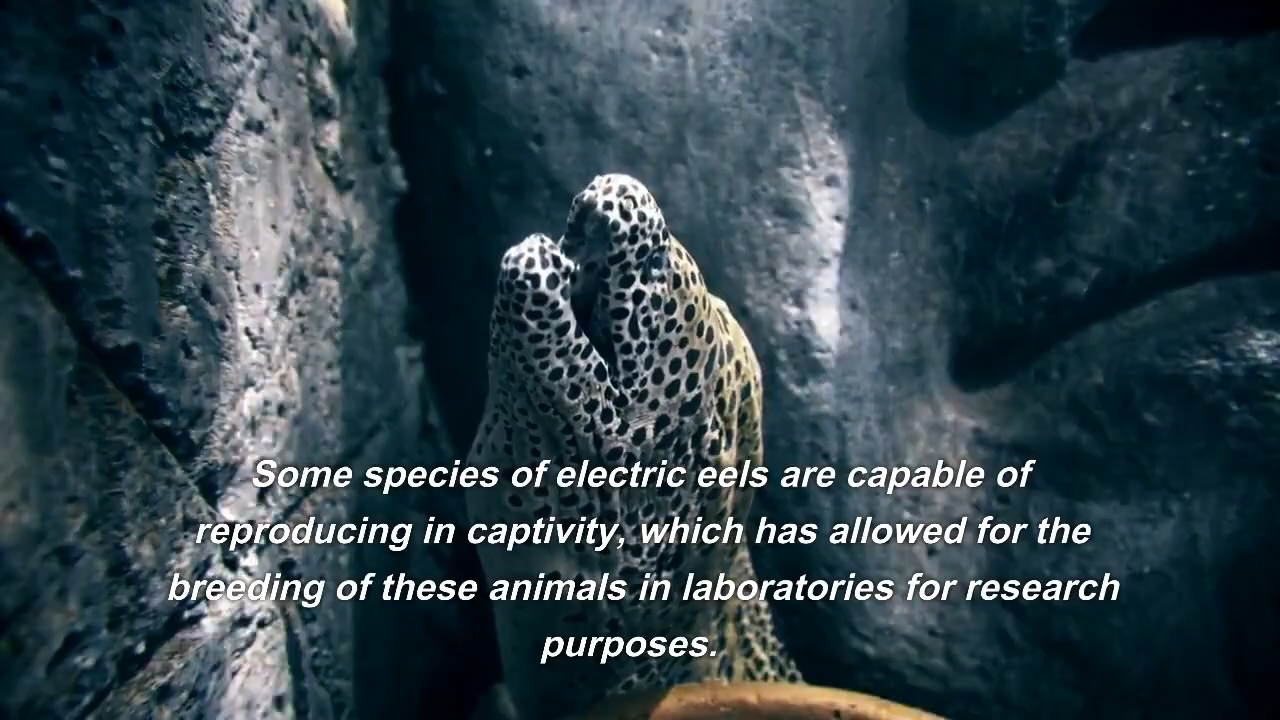 Some species of electric eels are capable of
reproducing in captivity, which has allowed for the
breeding of these animals in laboratories for research
purposes.